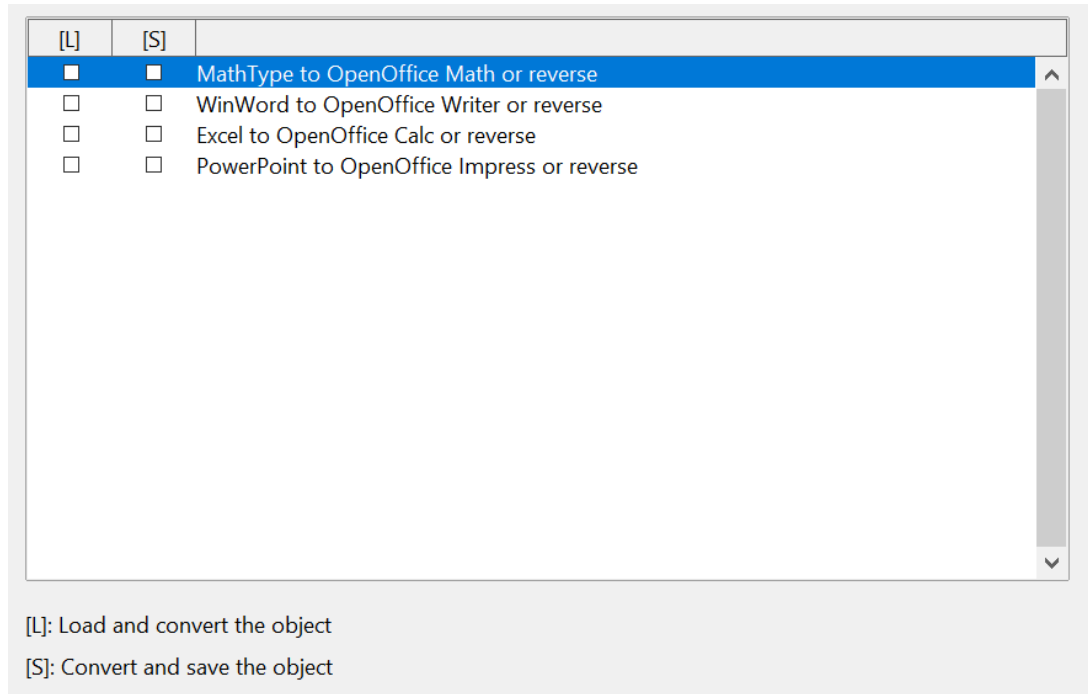 [L] [S]
MathType to OpenOffice Math or reverse
WinWord to OpenOffice Writer or reverse
Excel to OpenOffice Calc or reverse
PowerPoint to OpenOffice Impress or reverse
[L]: Load and convert the object
[S]: Convert and save the object